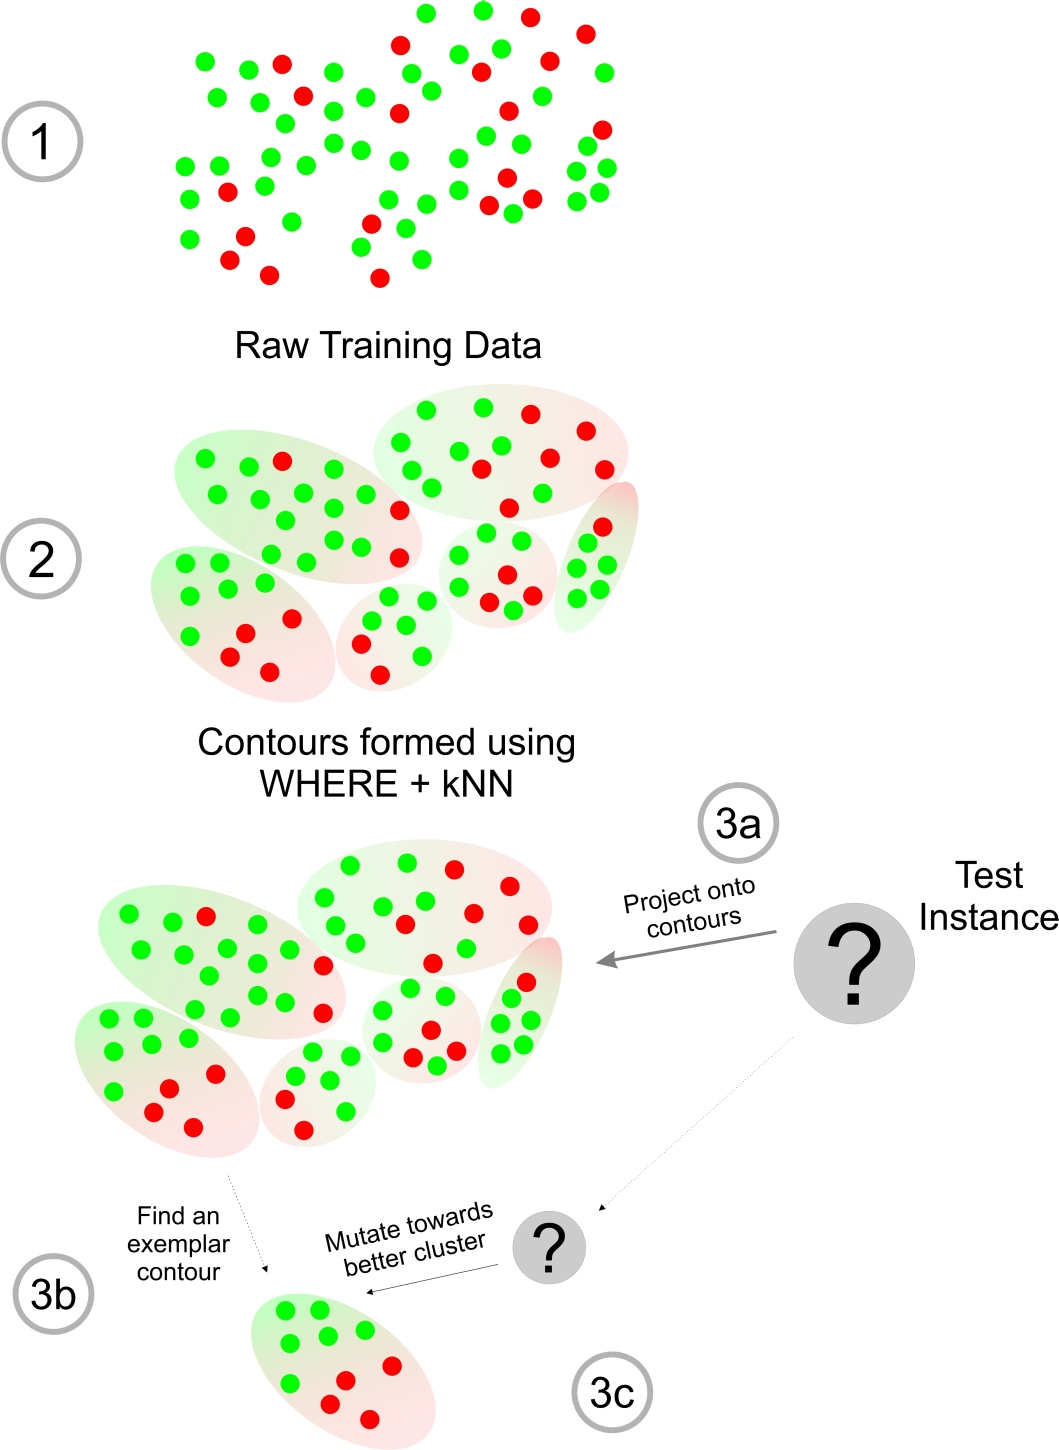 1
Raw Training Data
2
Contours formed using
WHERE + kNN
3a
Project onto
contours
Test
Instance
?
Find an
exemplar
contour
Mutate towards
better cluster
?
3b
3c